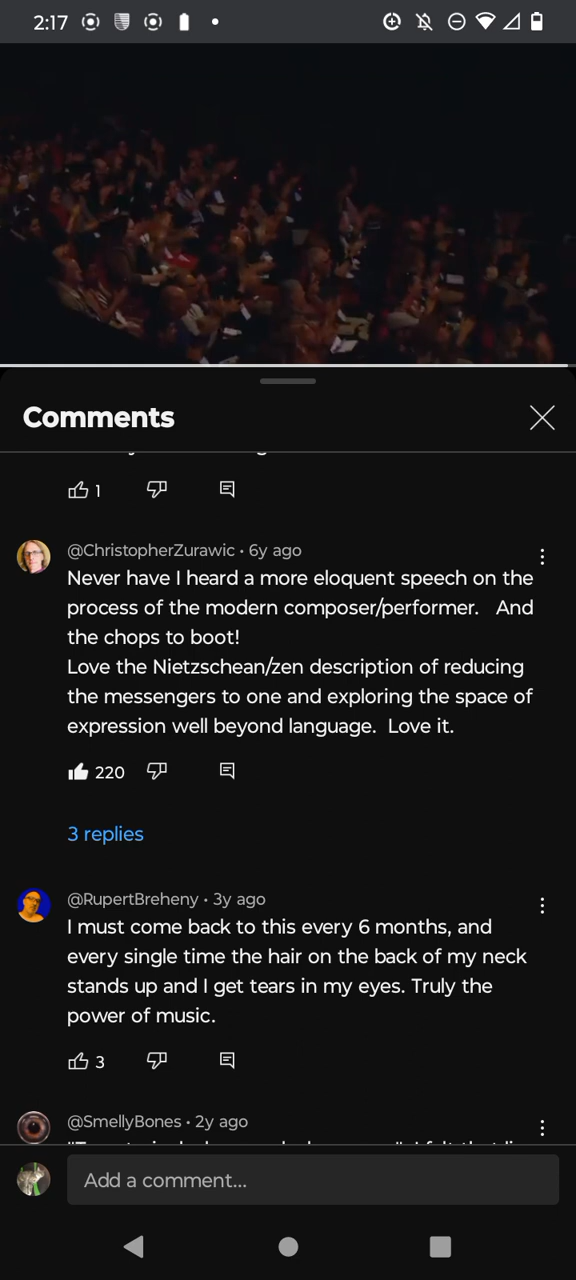 2:17
Comments
1
@ChristopherZurawic • 6y ago
Never have I heard a more eloquent speech on the
process of the modern composer/performer.   And
the chops to boot!
Love the Nietzschean/zen description of reducing
the messengers to one and exploring the space of
expression well beyond language.  Love it.
220
3 replies
@RupertBreheny • 3y ago
I must come back to this every 6 months, and
every single time the hair on the back of my neck
stands up and I get tears in my eyes. Truly the
power of music.
3
@SmellyBones • 2y ago
Add a comment...